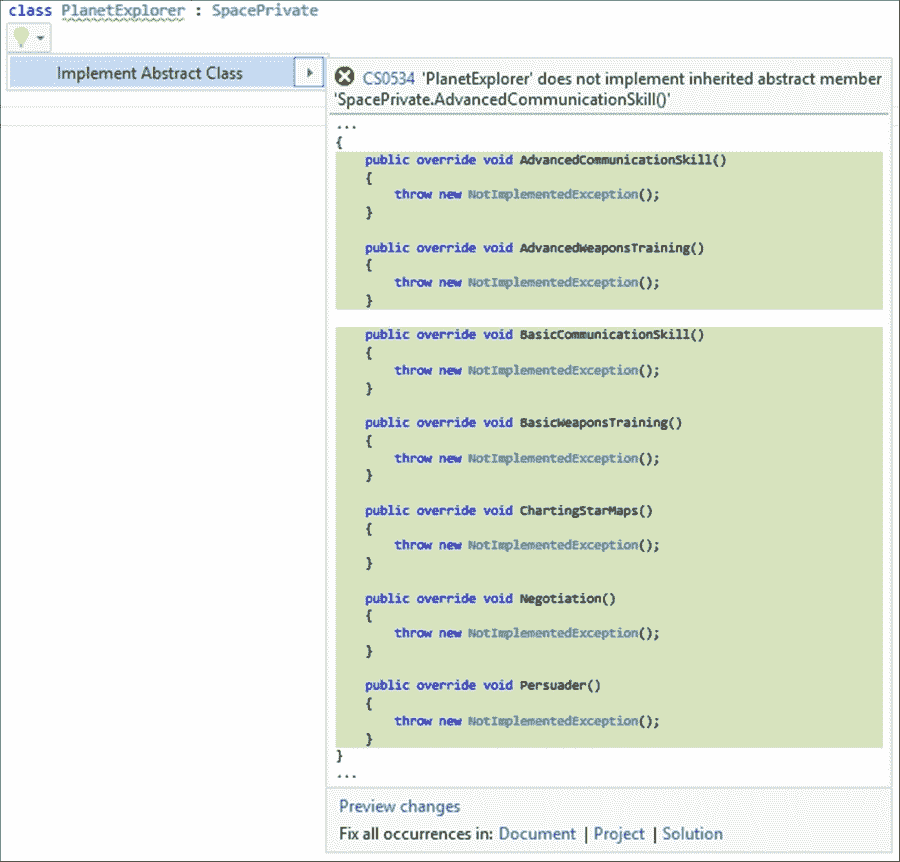 class PlanetExplorer : SpacePrivate
Implement Abstract Class
CS0534 'PlanetExplorer' does not implement inherited abstract member
'SpacePrivate.AdvancedCommunicationSkill()'
...
{
public override void AdvancedCommunicationSkill()
{
throw new NotImplementedException();
}
public override void AdvancedWeaponsTraining()
{
throw new NotImplementedException();
}
public override void BasicCommunicationSkill()
{
throw new NotImplementedException();
}
public override void BasicWeaponsTraining()
{
throw new NotImplementedException();
}
public override void ChartingStarMaps()
{
throw new NotImplementedException();
}
public override void Negotiation()
{
throw new NotImplementedException();
}
public override void Persuader()
{
throw new NotImplementedException();
}
}
...
Preview changes
Fix all occurrences in: Document | Project | Solution